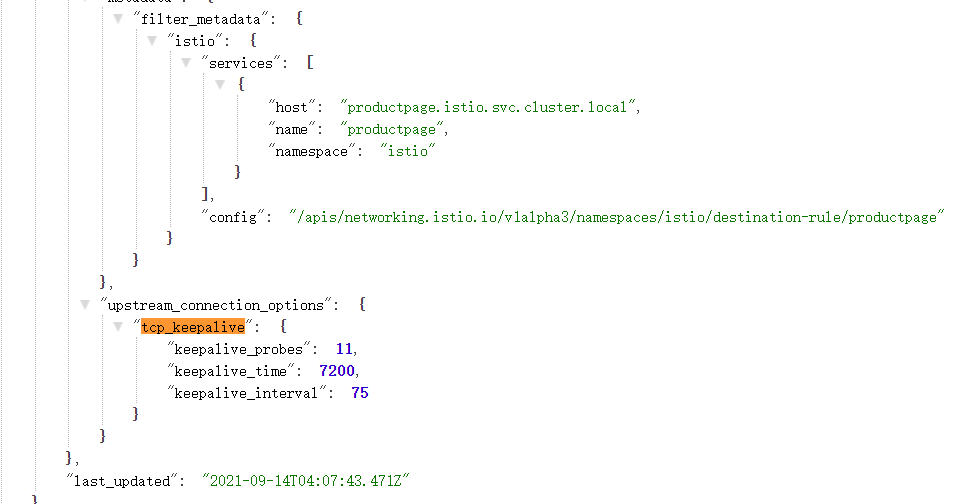 "filter_metadata": {
"istio": {
"services": [
{
"host": "productpage.istio.svc.cluster.local",
"name": "productpage",
"namespace": "istio"
}
],
"config": "/apis/networking.istio.io/v1alpha3/namespaces/istio/destination-rule/productpage"
}
}
},
"upstream_connection_options": {
"tcp_keepalive": {
"keepalive_probes": 11,
"keepalive_time": 7200,
"keepalive_interval": 75
}
}
},
"last_updated": "2021-09-14T04:07:43.471Z"
}